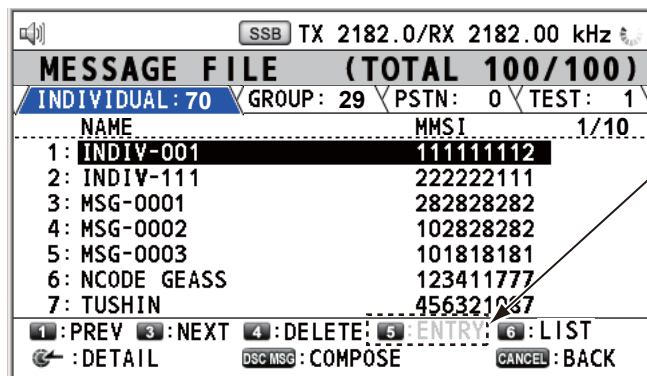 SSB TX 2182.0/RX 2182.00 kHz
MESSAGE FILE (TOTAL 100/100)
INDIVIDUAL: 70 GROUP: 29 PSTN: 0 TEST: 1
NAME MMSI 1/10
1: INDIV-001 111111112
2: INDIV-111 222222111
3: MSG-0001 282828282
4: MSG-0002 102828282
5: MSG-0003 101818181
6: NCODE GEASS 123411777
7: TUSHIN 456321987
1 :PREV 3 :NEXT 4 :DELETE 5 :ENTRY 6 :LIST
:DETAIL DSC MSG :COMPOSE CANCEL :BACK